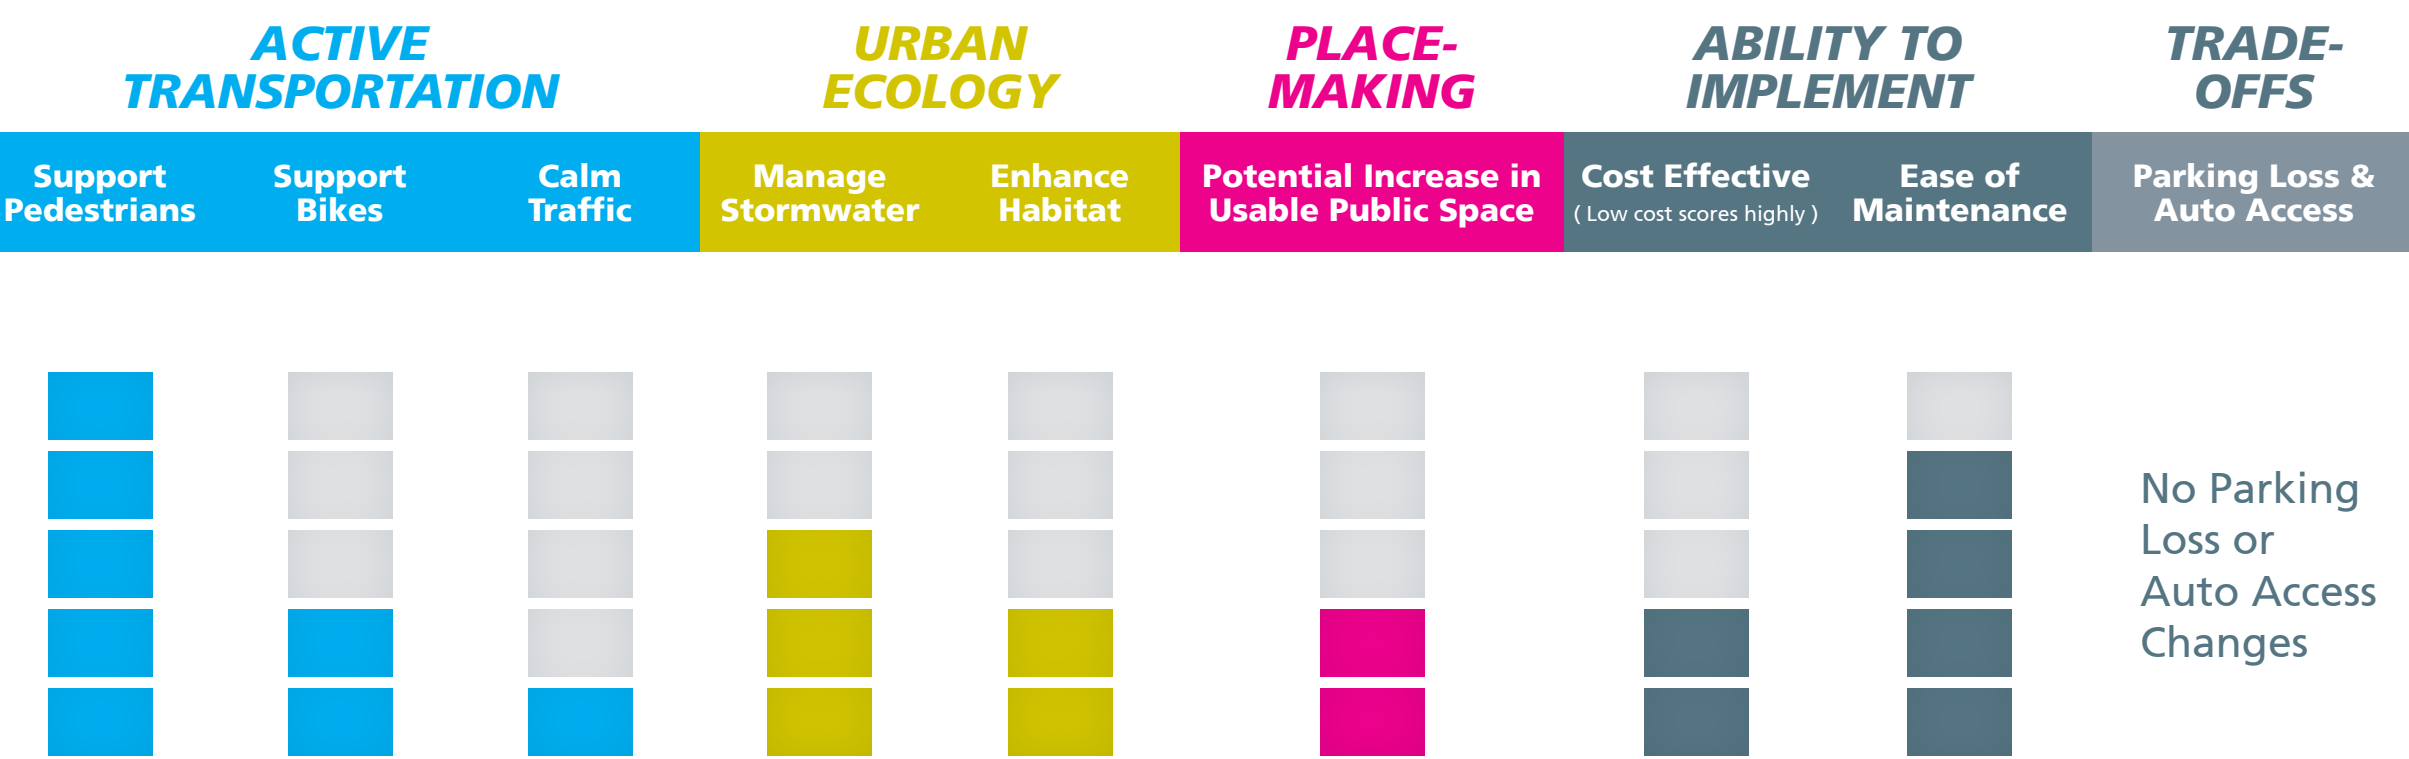 ACTIVE
TRANSPORTATION
URBAN
ECOLOGY
PLACE-
MAKING
ABILITY TO
IMPLEMENT
TRADE-
OFFS
Support
Pedestrians
Support
Bikes
Calm
Traffic
Manage
Stormwater
Enhance
Habitat
Potential Increase in
Usable Public Space
Cost Effective
( Low cost scores highly )
Ease of
Maintenance
Parking Loss &
Auto Access
No Parking
Loss or
Auto Access
Changes